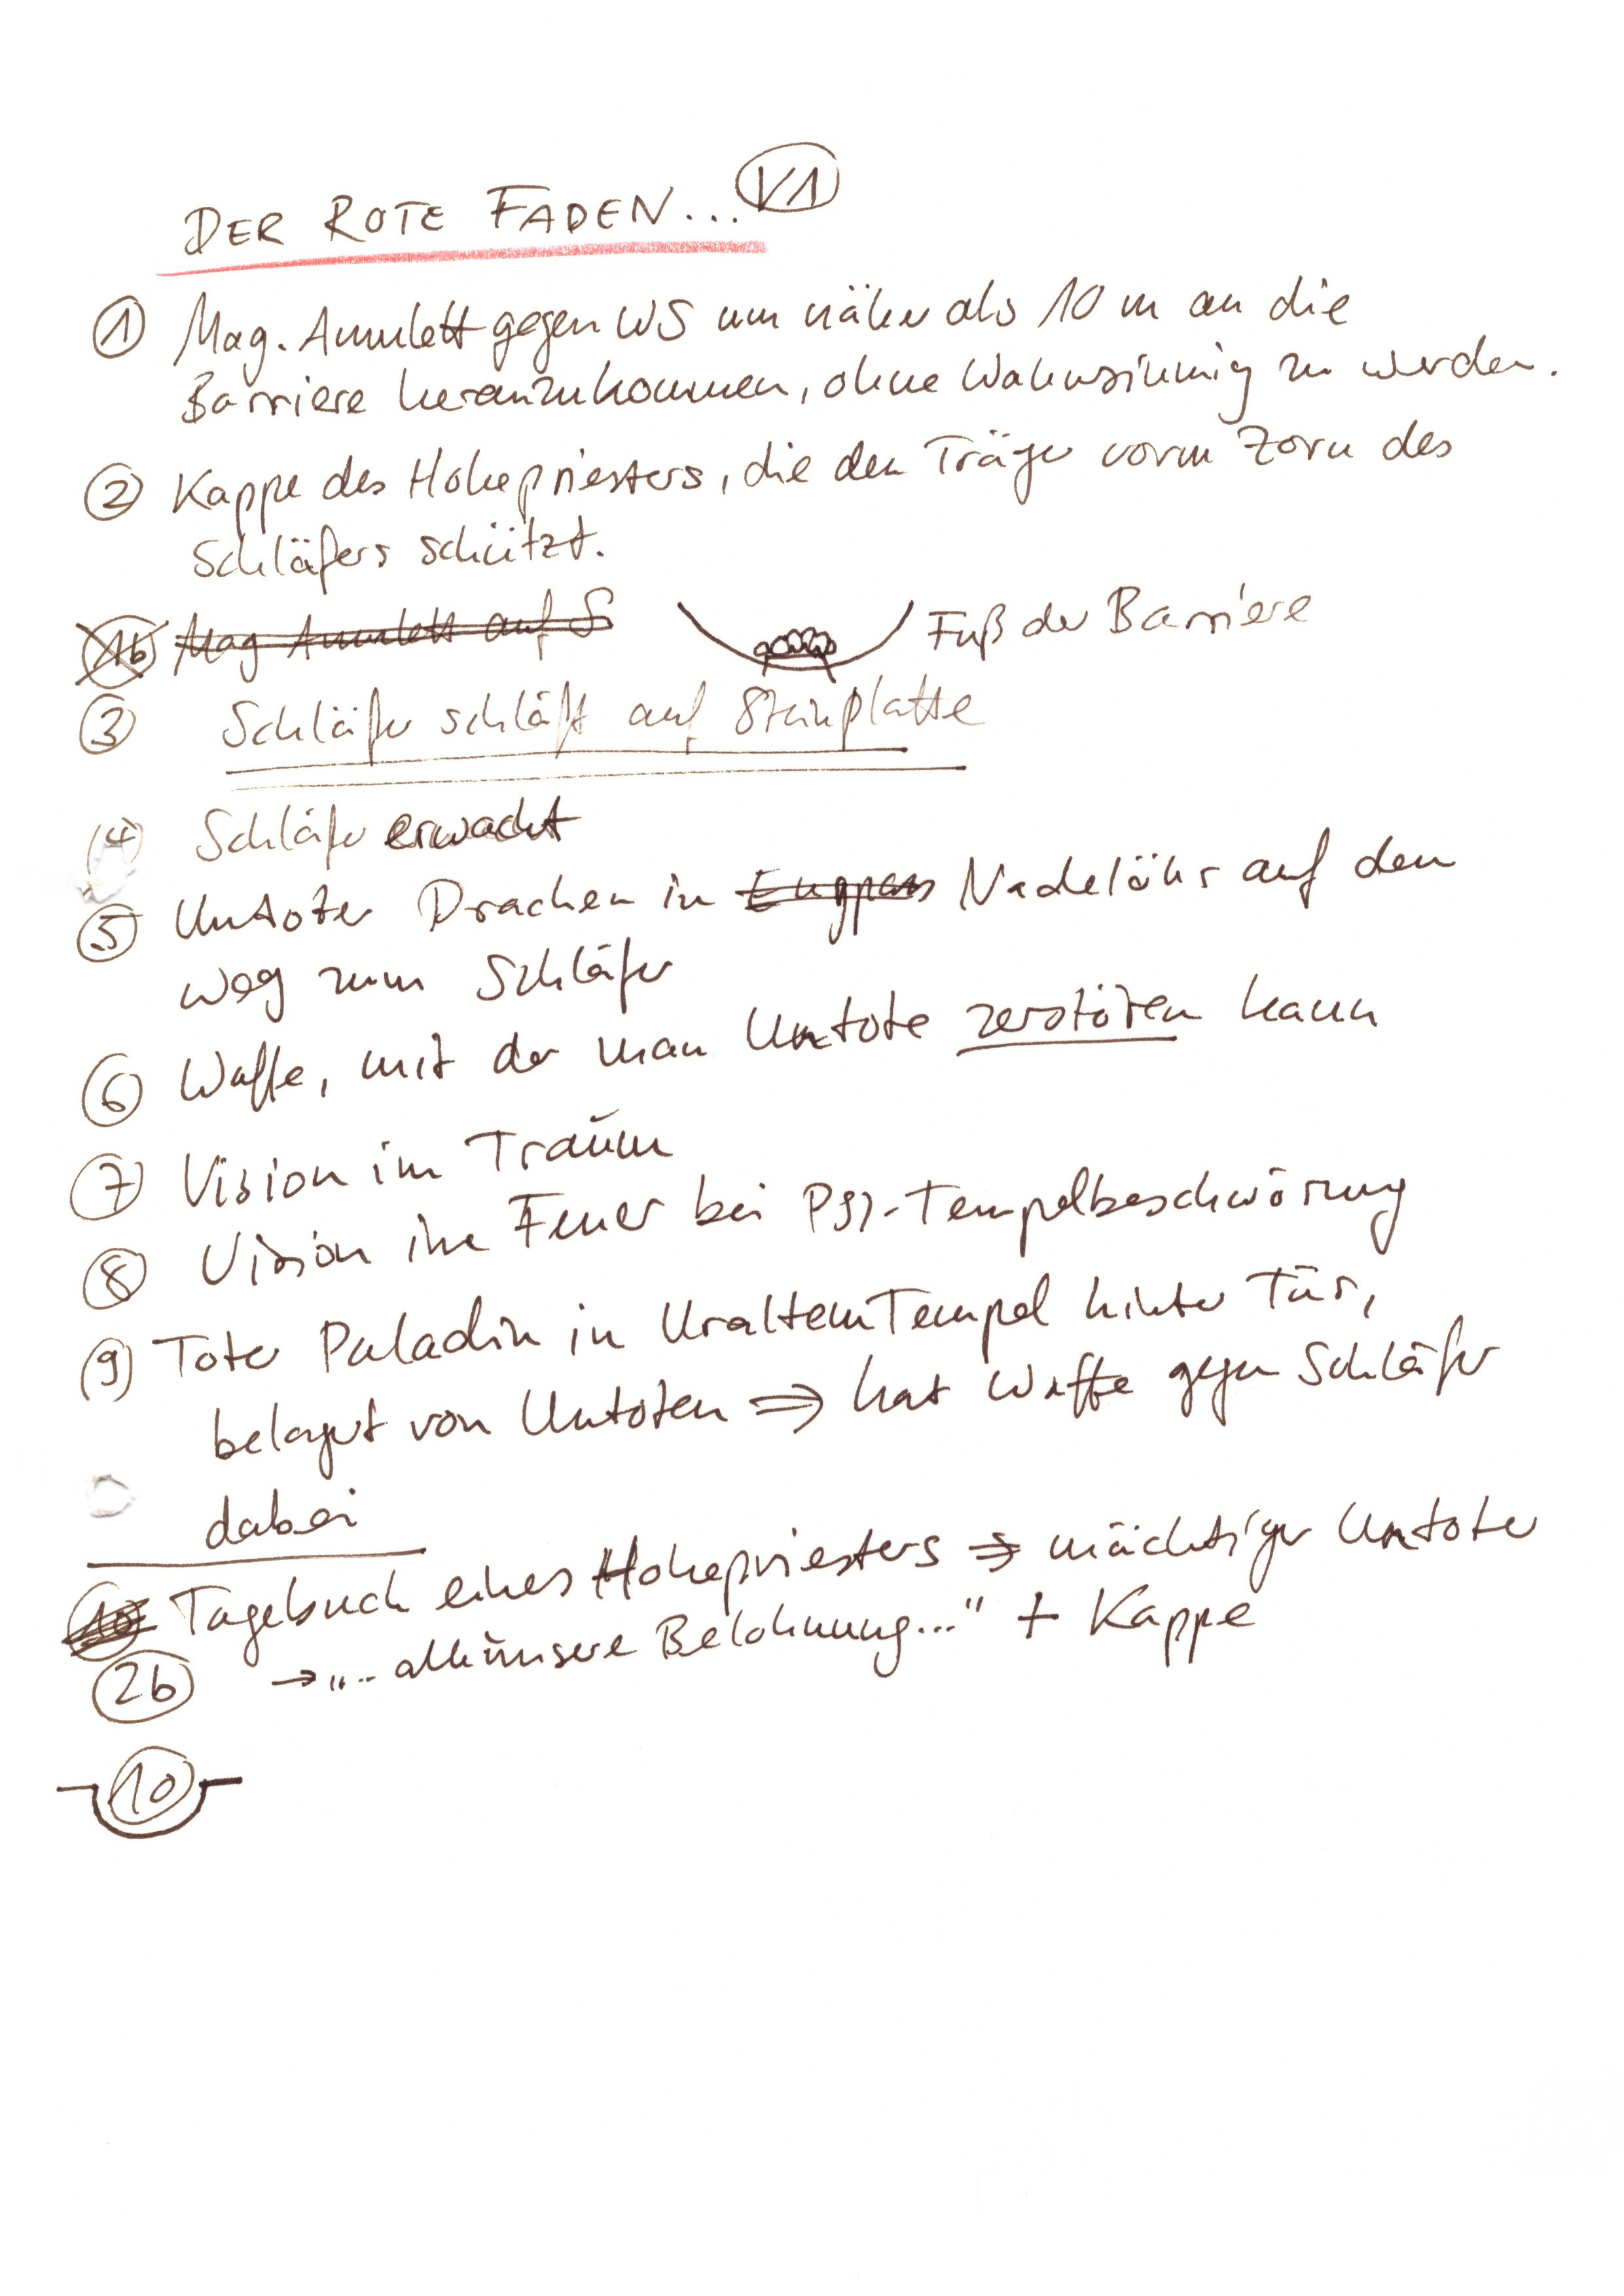 DER ROTE FADEN... V1
① Mag. Amulett gegen WS um näher als 10 m an die
Barriere heranzukommen, ohne Wahnsinnig zu werden.
② Kappe des Hohepriesters, die den Träger vorm Zorn des
Schläfers schützt.
1b Mag Amulett auf S
Fuß der Barriere
③ Schläfer schläft auf Steinplatte
④ Schläfer erwacht
⑤ Untoter Drachen in Engpass Nadelöhr auf den
Weg zum Schläfer
⑥ Waffe, mit der man Untote zerstören kann
⑦ Vision im Traum
⑧ Vision im Feuer bei Psi-Tempelbeschwörung
⑨ Toter Paladin in Uraltem Tempel hinter Tür,
belagert von Untoten ⇒ hat Waffe gegen Schläfer
dabei
10 Tagebuch eines Hohepriesters ⇒ mächtiger Untoter
2b → "... unsere Belohnung..." + Kappe
⑩